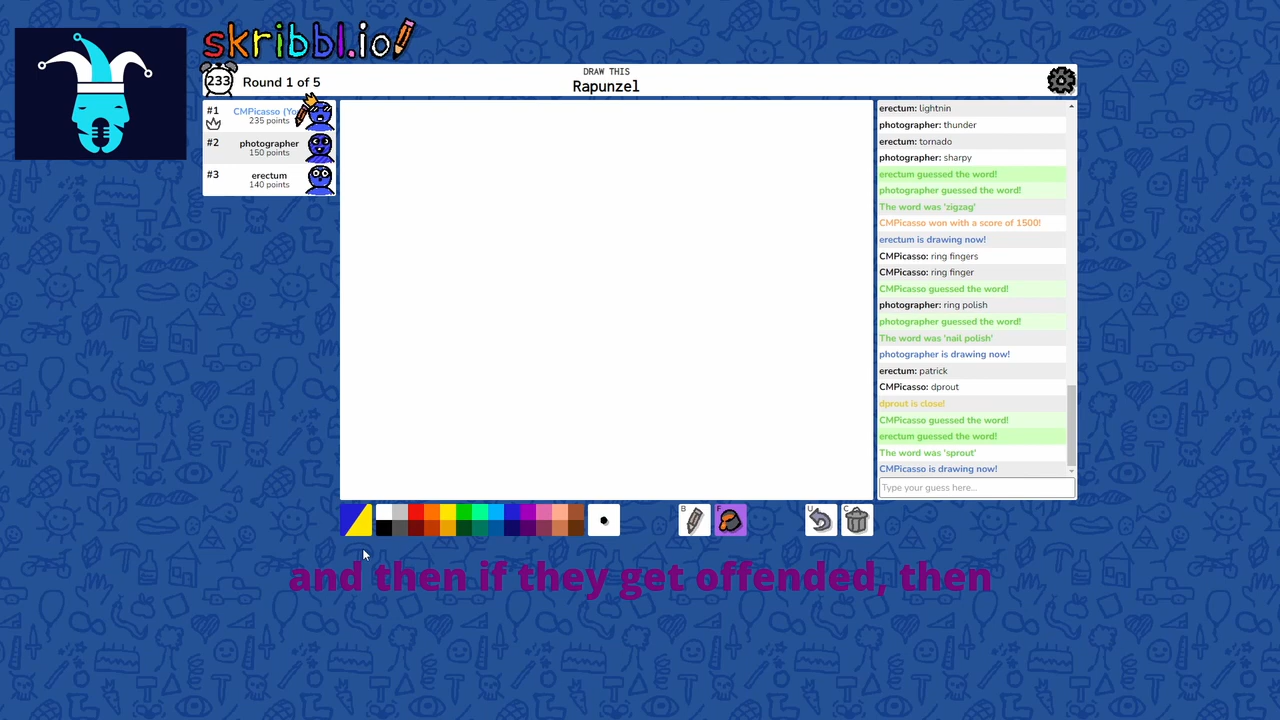 skribbl.io
233
Round 1 of 5
DRAW THIS
Rapunzel
#1
CMPicasso (Yo
235 points
#2
photographer
150 points
#3
erectum
140 points
erectum: lightnin
photographer: thunder
erectum: tornado
photographer: sharpy
erectum guessed the word!
photographer guessed the word!
The word was 'zigzag'
CMPicasso won with a score of 1500!
erectum is drawing now!
CMPicasso: ring fingers
CMPicasso: ring finger
CMPicasso guessed the word!
photographer: ring polish
photographer guessed the word!
The word was 'nail polish'
photographer is drawing now!
erectum: patrick
CMPicasso: dprout
dprout is close!
CMPicasso guessed the word!
erectum guessed the word!
The word was 'sprout'
CMPicasso is drawing now!
Type your guess here...
B
F
U
C
and then if they get offended, then